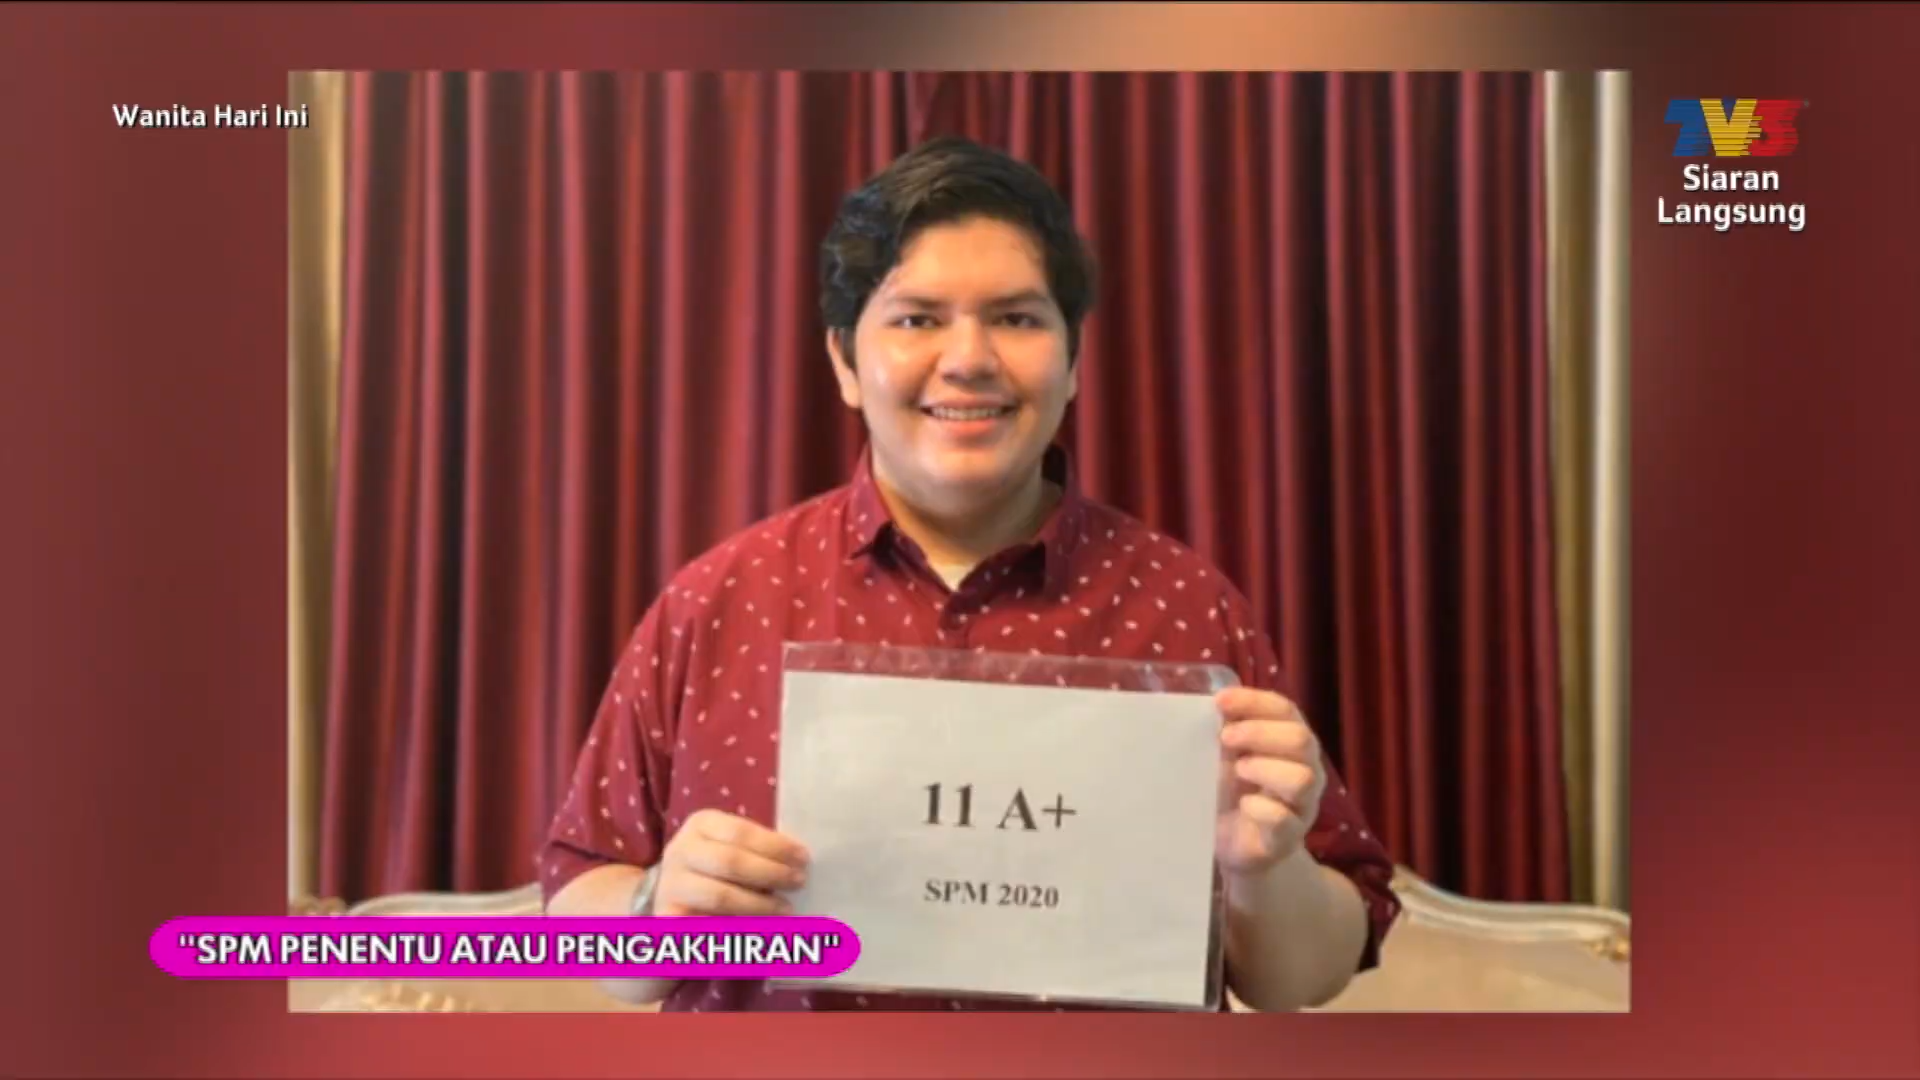 Wanita Hari Ini
TV3
Siaran
Langsung
11 A+
SPM 2020
"SPM PENENTU ATAU PENGAKHIRAN"